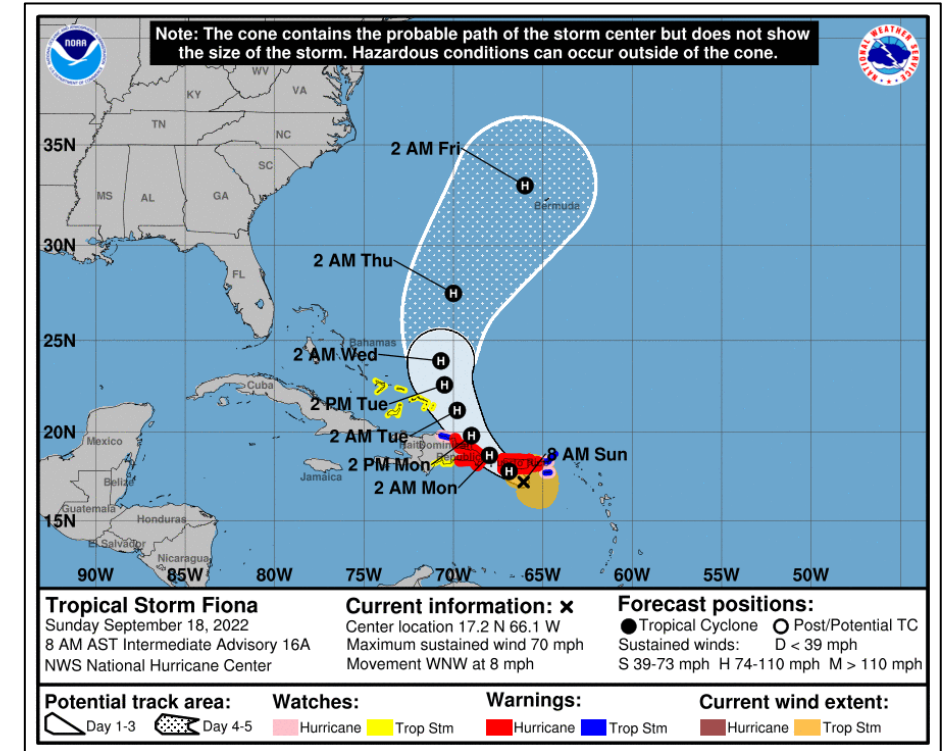 Note: The cone contains the probable path of the storm center but does not show
the size of the storm. Hazardous conditions can occur outside of the cone.
NOAA
NATIONAL WEATHER SERVICE
WV
VA
KY
TN
NC
SC
MS
AL
GA
FL
35N
30N
25N
20N
15N
2 AM Fri
Bermuda
2 AM Thu
Bahamas
2 AM Wed
Cuba
2 PM Tue
2 AM Tue
Mexico
8 AM Sun
2 PM Mon
Belize
Jamaica
2 AM Mon
Guatemala
Honduras
El Salvador
Nicaragua
H
H
H
H
H
H
H
H
90W 85W 80W 75W 70W 65W 60W 55W 50W
Tropical Storm Fiona
Sunday September 18, 2022
8 AM AST Intermediate Advisory 16A
NWS National Hurricane Center
Current information: ×
Center location 17.2 N 66.1 W
Maximum sustained wind 70 mph
Movement WNW at 8 mph
Forecast positions:
Tropical Cyclone Post/Potential TC
Sustained winds: D < 39 mph
S 39-73 mph H 74-110 mph M > 110 mph
Potential track area:
Day 1-3 Day 4-5
Watches:
Hurricane Trop Stm
Warnings:
Hurricane Trop Stm
Current wind extent:
Hurricane Trop Stm